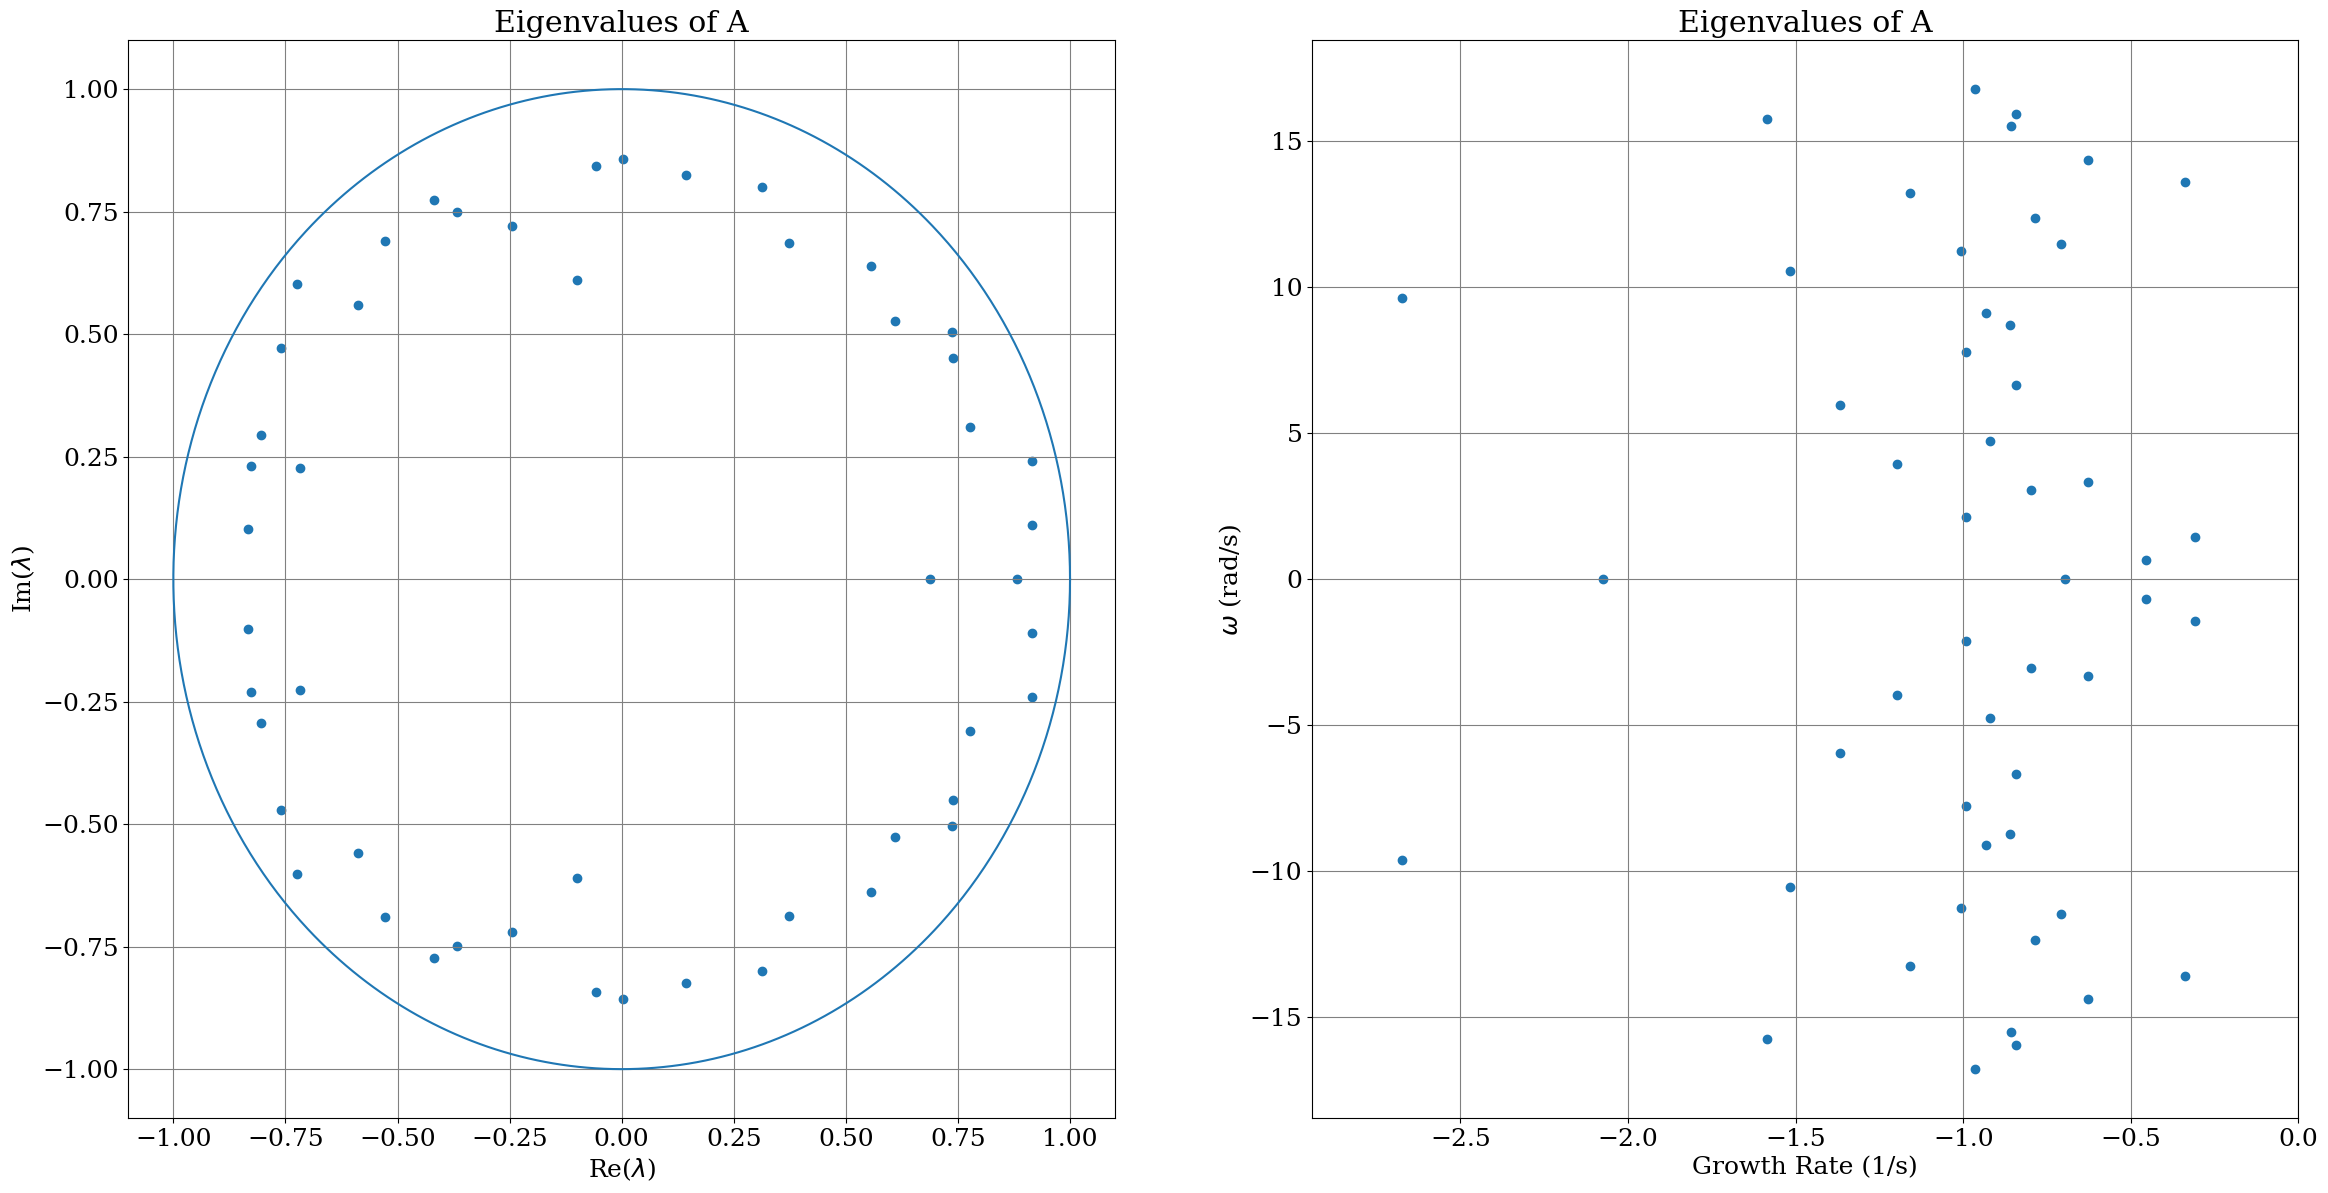 Eigenvalues of A
1.00
0.75
0.50
0.25
0.00
−0.25
−0.50
−0.75
−1.00
Im(λ)
−1.00 −0.75 −0.50 −0.25 0.00 0.25 0.50 0.75 1.00
Re(λ)
Eigenvalues of A
15
10
5
0
−5
−10
−15
ω (rad/s)
−2.5 −2.0 −1.5 −1.0 −0.5 0.0
Growth Rate (1/s)